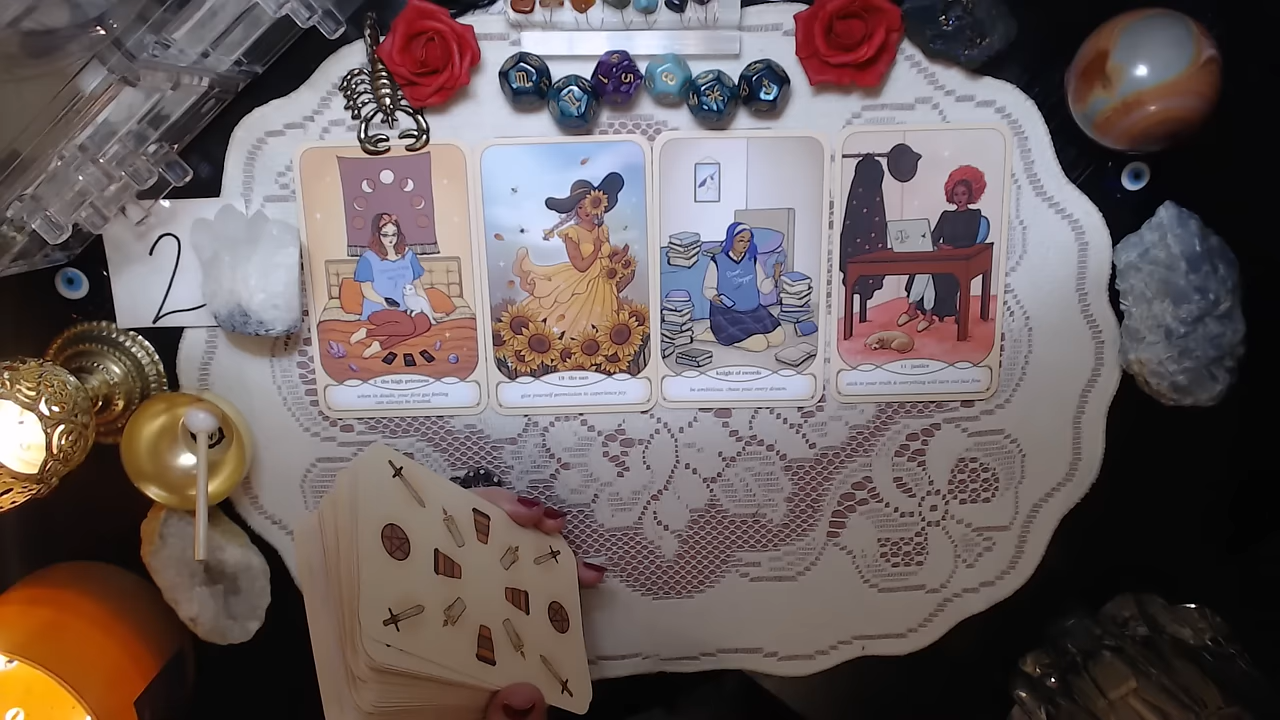 2
2 · the high priestess
when in doubt, your first gut feeling
can always be trusted.
19 · the sun
give yourself permission to experience joy.
knight of swords
be ambitious. chase your every dream.
11 · justice
stick to your truth & everything will turn out just fine.